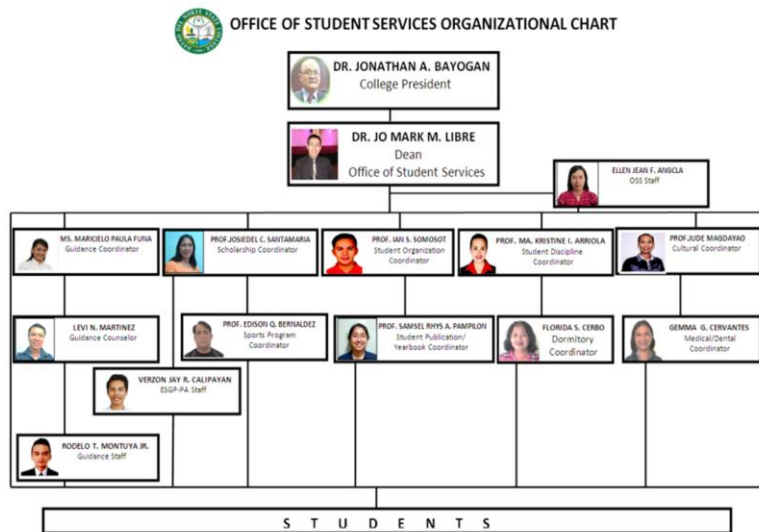 OFFICE OF STUDENT SERVICES ORGANIZATIONAL CHART
DR. JONATHAN A. BAYOGAN
College President
DR. JO MARK M. LIBRE
Dean
Office of Student Services
ELLEN JEAN F. ANGCLA
OSS Staff
MS. MARICIELO PAULA FUNA
Guidance Coordinator
PROF.JOSIEDEL C. SANTAMARIA
Scholarship Coordinator
PROF. IAN S. SOMOSOT
Student Organization
Coordinator
PROF. MA. KRISTINE I. ARRIOLA
Student Discipline
Coordinator
PROF.JUDE MAGDAYAO
Cultural Coordinator
LEVI N. MARTINEZ
Guidance Counselor
PROF. EDISON Q. BERNALDEZ
Sports Program
Coordinator
PROF. SAMSEL RHYS A. PAMPILON
Student Publication/
Yearbook Coordinator
FLORIDA S. CERBO
Dormitory
Coordinator
GEMMA G. CERVANTES
Medical/Dental
Coordinator
VERZON JAY R. CALIPAYAN
ESGP-PA Staff
RODELO T. MONTUYA JR.
Guidance Staff
S T U D E N T S